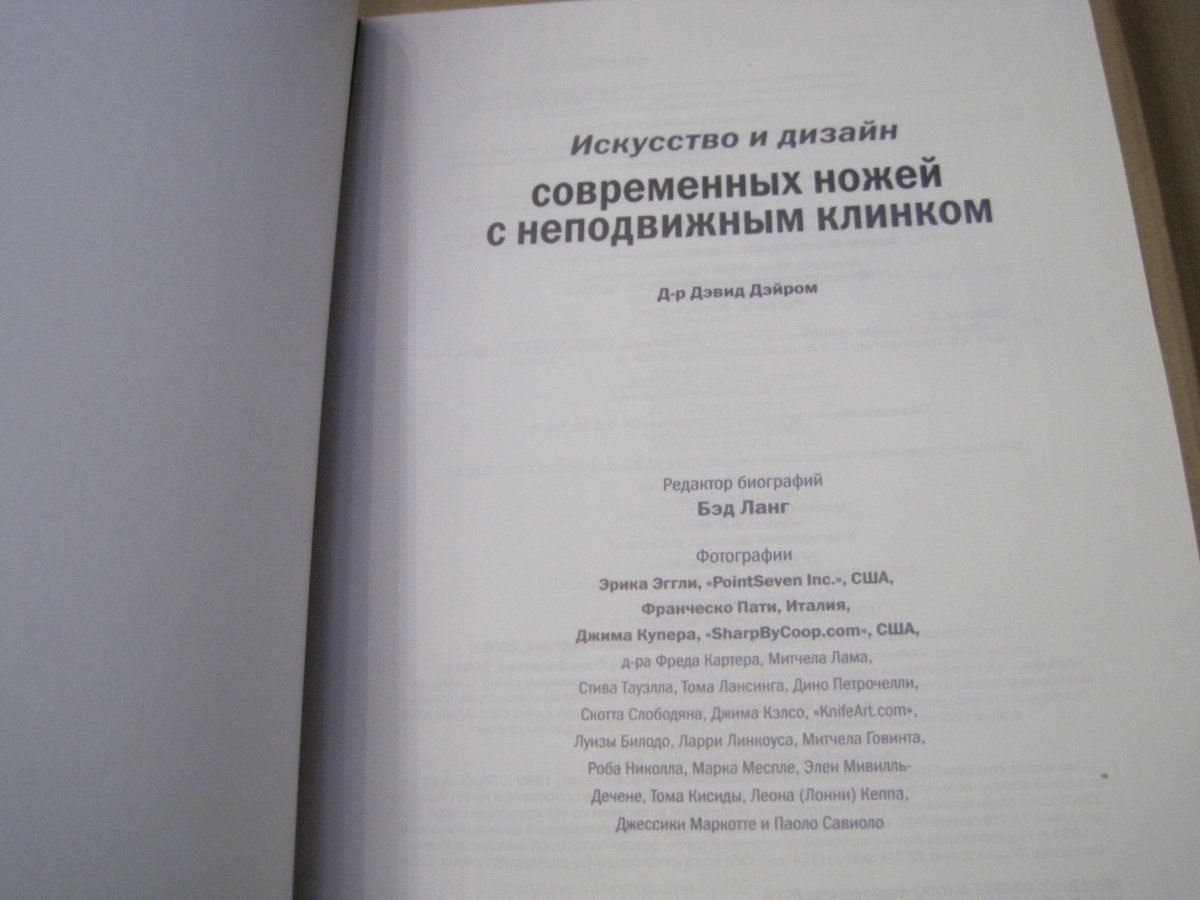 Искусство и дизайн
современных ножей
с неподвижным клинком
Д-р Дэвид Дэйром
Редактор биографий
Бэд Ланг
Фотографии
Эрика Эггли, «PointSeven Inc.», США,
Франческо Пати, Италия,
Джима Купера, «SharpByCoop.com», США,
д-ра Фреда Картера, Митчела Лама,
Стива Тауэлла, Тома Лансинга, Дино Петрочелли,
Скотта Слободяна, Джима Кэлсо, «KnifeArt.com»,
Луизы Билодо, Ларри Линкоуса, Митчела Говинта,
Роба Николла, Марка Меспле, Элен Мивилль-
Дечене, Тома Кисиды, Леона (Лонни) Кеппа,
Джессики Маркотте и Паоло Савиоло